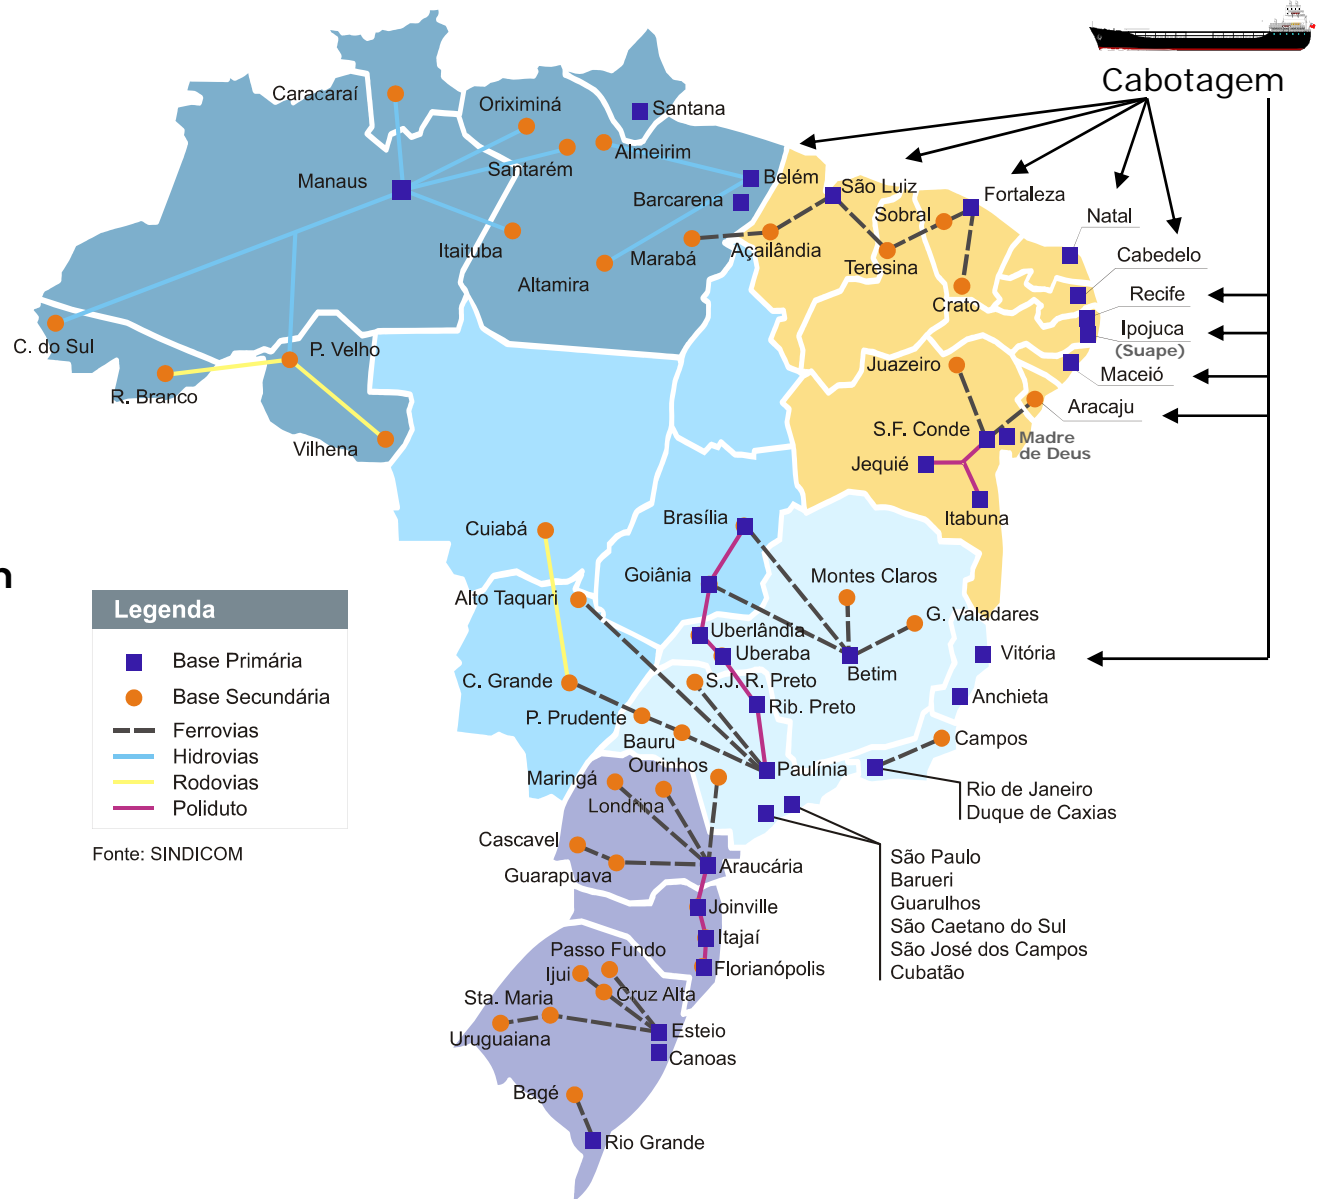 Cabotagem
Caracaraí
Oriximiná
Santana
Almeirim
Santarém
Manaus
Belém
Barcarena
São Luiz
Fortaleza
Sobral
Natal
Itaituba
Marabá
Açailândia
Teresina
Cabedelo
Altamira
Crato
Recife
Ipojuca
(Suape)
C. do Sul
P. Velho
Juazeiro
Maceió
R. Branco
Aracaju
Vilhena
S.F. Conde
Madre
de Deus
Jequié
Itabuna
Cuiabá
Brasília
n
Goiânia
Montes Claros
Alto Taquari
G. Valadares
Legenda
Base Primária
Base Secundária
Ferrovias
Hidrovias
Rodovias
Poliduto
Fonte: SINDICOM
Uberlândia
Uberaba
Betim
Vitória
C. Grande
S.J. R. Preto
Anchieta
P. Prudente
Rib. Preto
Bauru
Campos
Ourinhos
Paulínia
Maringá
Londrina
Rio de Janeiro
Duque de Caxias
Cascavel
Guarapuava
Araucária
São Paulo
Barueri
Guarulhos
São Caetano do Sul
São José dos Campos
Cubatão
Joinville
Itajaí
Florianópolis
Passo Fundo
Ijui
Cruz Alta
Sta. Maria
Uruguaiana
Esteio
Canoas
Bagé
Rio Grande